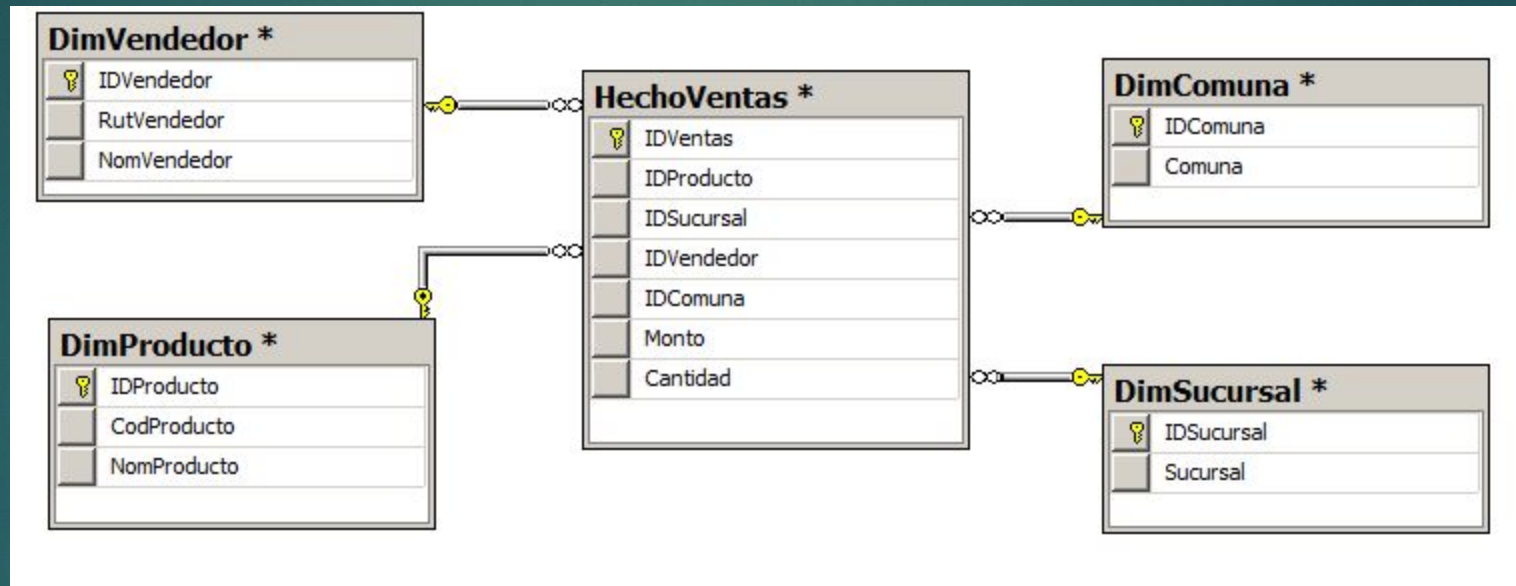 DimVendedor *
IDVendedor
RutVendedor
NomVendedor
HechoVentas *
IDVentas
IDProducto
IDSucursal
IDVendedor
IDComuna
Monto
Cantidad
DimComuna *
IDComuna
Comuna
DimProducto *
IDProducto
CodProducto
NomProducto
DimSucursal *
IDSucursal
Sucursal